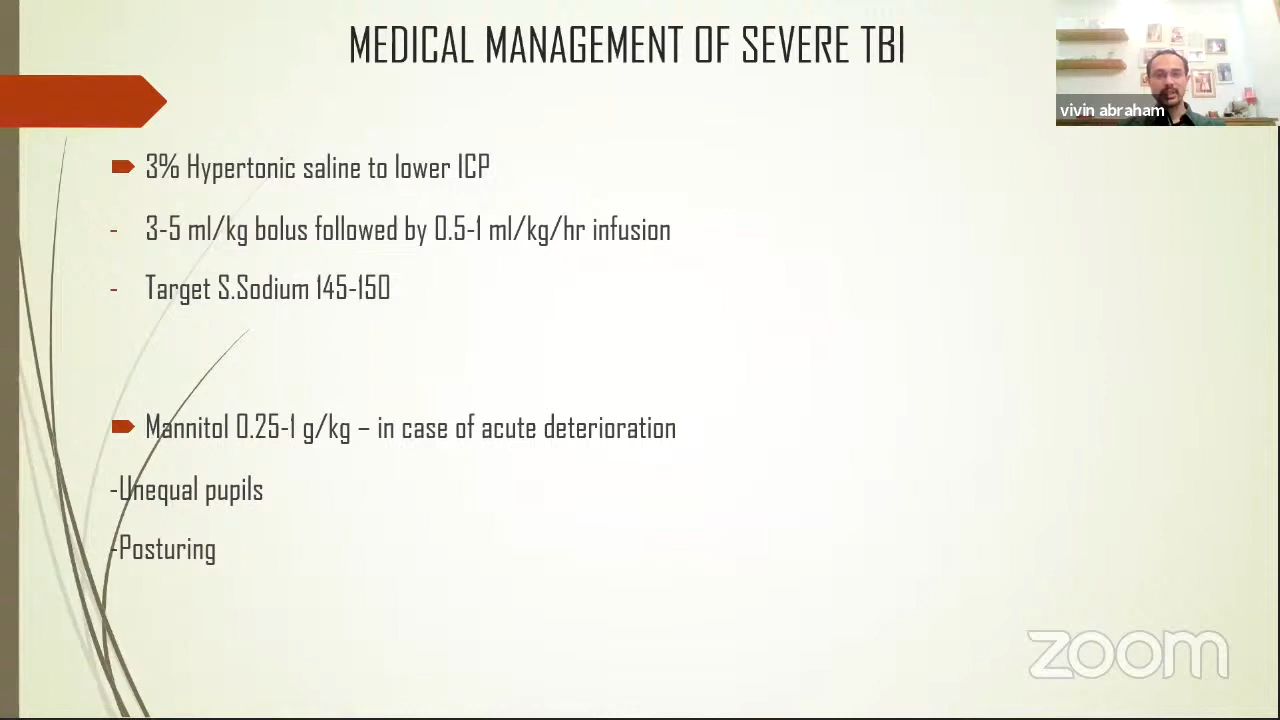 MEDICAL MANAGEMENT OF SEVERE TBI
vivin abraham
3% Hypertonic saline to lower ICP
- 3-5 ml/kg bolus followed by 0.5-1 ml/kg/hr infusion
- Target S.Sodium 145-150
Mannitol 0.25-1 g/kg – in case of acute deterioration
-Unequal pupils
-Posturing
zoom